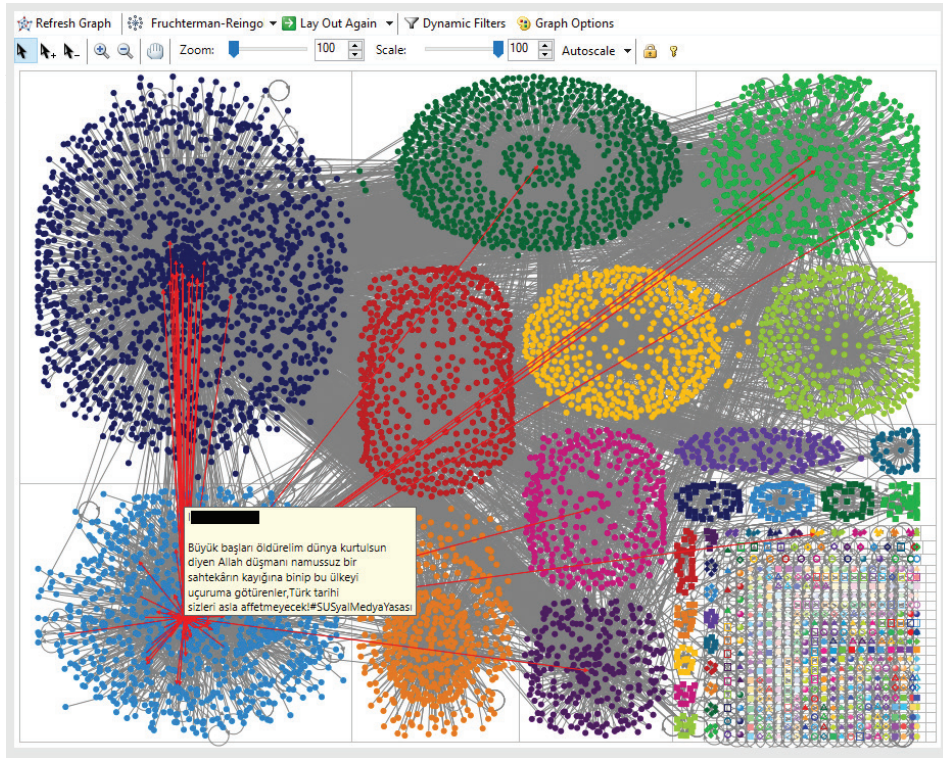 Refresh Graph Fruchterman-Reingo Lay Out Again Dynamic Filters Graph Options
Zoom: 100 Scale: 100 Autoscale
Büyük başları öldürelim dünya kurtulsun
diyen Allah düşmanı namussuz bir
sahtekârın kayığına binip bu ülkeyi
uçuruma götürenler,Türk tarihi
sizleri asla affetmeyecek!#SUSyalMedyaYasası